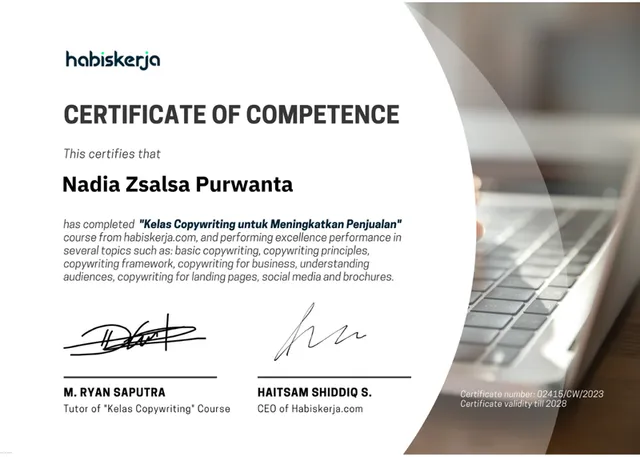 habiskerja
CERTIFICATE OF COMPETENCE
This certifies that
Nadia Zsalsa Purwanta
has completed "Kelas Copywriting untuk Meningkatkan Penjualan"
course from habiskerja.com, and performing excellence performance in
several topics such as: basic copywriting, copywriting principles,
copywriting framework, copywriting for business, understanding
audiences, copywriting for landing pages, social media and brochures.
M. RYAN SAPUTRA
Tutor of "Kelas Copywriting" Course
HAITSAM SHIDDIQ S.
CEO of Habiskerja.com
Certificate number: 02415/CW/2023
Certificate validity till 2028